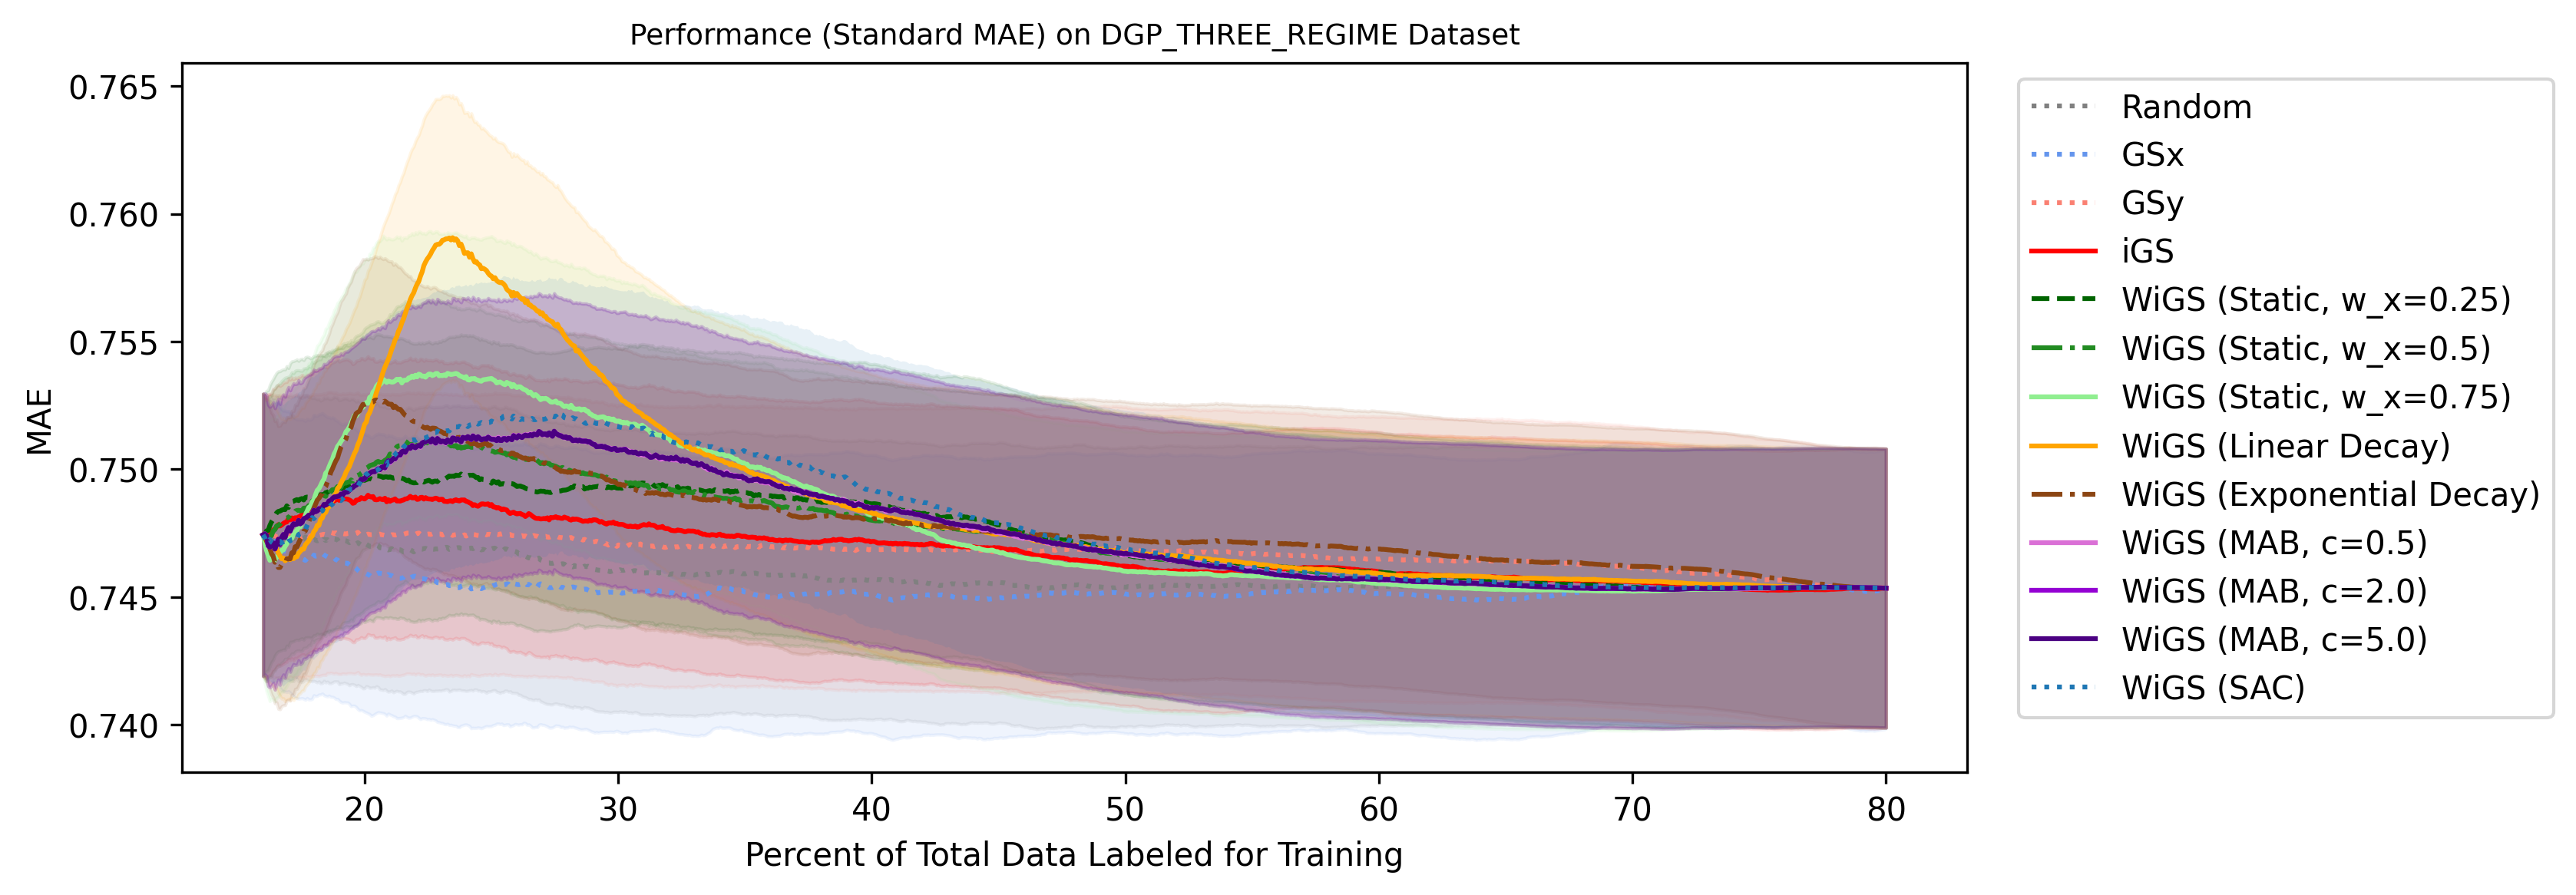 Performance (Standard MAE) on DGP_THREE_REGIME Dataset
MAE
0.765
0.760
0.755
0.750
0.745
0.740
20 30 40 50 60 70 80
Percent of Total Data Labeled for Training
Random
GSx
GSy
iGS
WiGS (Static, w_x=0.25)
WiGS (Static, w_x=0.5)
WiGS (Static, w_x=0.75)
WiGS (Linear Decay)
WiGS (Exponential Decay)
WiGS (MAB, c=0.5)
WiGS (MAB, c=2.0)
WiGS (MAB, c=5.0)
WiGS (SAC)